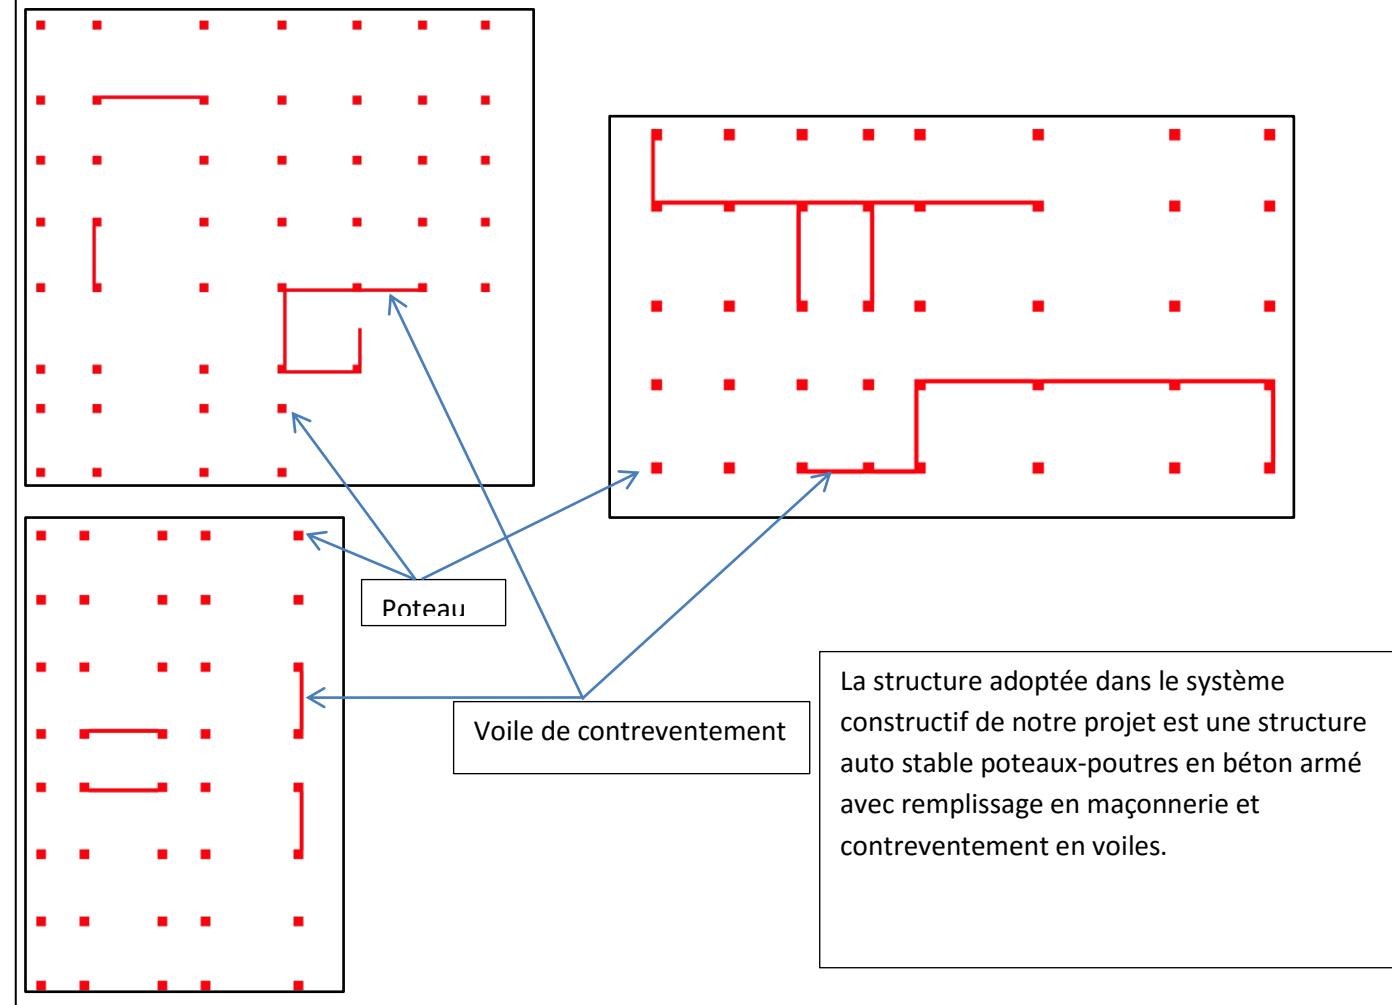 Poteau
Voile de contreventement
La structure adoptée dans le système
constructif de notre projet est une structure
auto stable poteaux-poutres en béton armé
avec remplissage en maçonnerie et
contreventement en voiles.